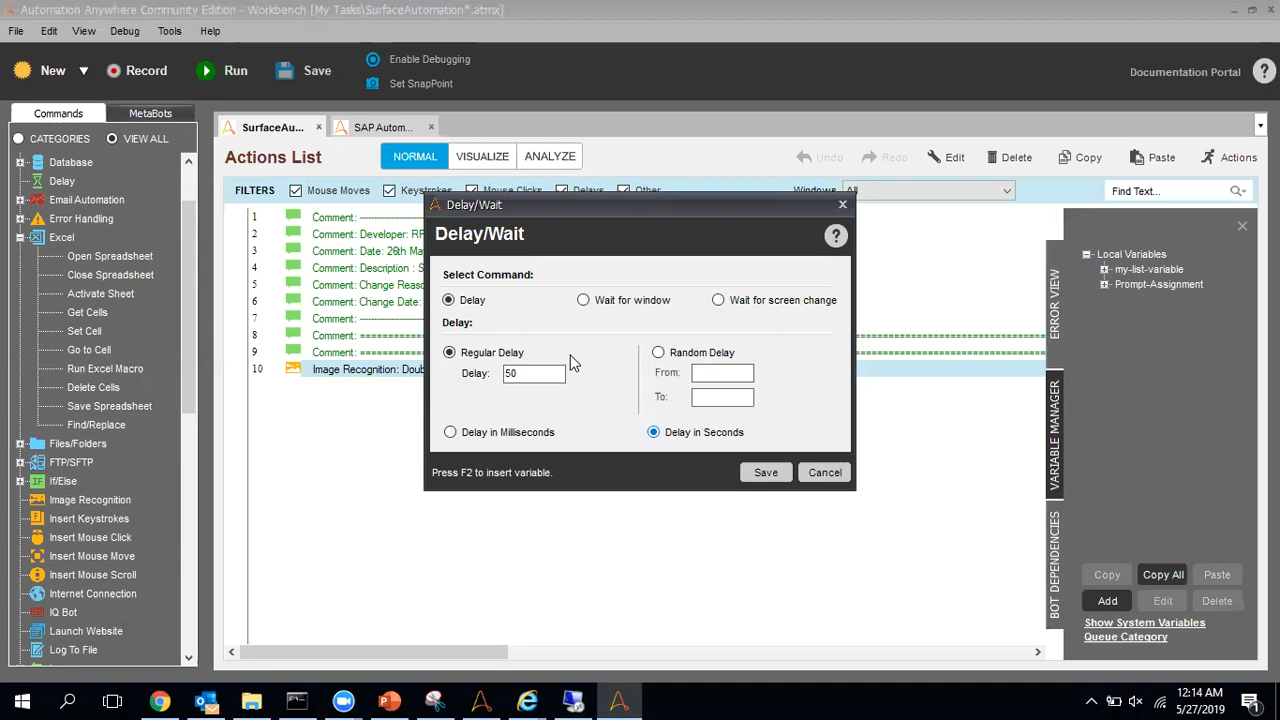 Automation Anywhere Community Edition - Workbench [My Tasks\SurfaceAutomation*.atmx]
File Edit View Debug Tools Help
New Record Run Save
Enable Debugging
Set SnapPoint
Documentation Portal ?
Commands MetaBots
CATEGORIES VIEW ALL
Database
Delay
Email Automation
Error Handling
Excel
Open Spreadsheet
Close Spreadsheet
Activate Sheet
Get Cells
Set Cell
Go to Cell
Run Excel Macro
Delete Cells
Save Spreadsheet
Find/Replace
Files/Folders
FTP/SFTP
If/Else
Image Recognition
Insert Keystrokes
Insert Mouse Click
Insert Mouse Move
Insert Mouse Scroll
Internet Connection
IQ Bot
Launch Website
Log To File
SurfaceAu... × SAP Autom... ×
Actions List NORMAL VISUALIZE ANALYZE Undo Redo Edit Delete Copy Paste Actions
FILTERS Mouse Moves Keystrokes Mouse Clicks Delays Other Windows All Find Text...
1 Comment: --------------------
2 Comment: Developer: RF
3 Comment: Date: 26th Ma
4 Comment: Description : S
5 Comment: Change Reaso
6 Comment: Change Date:
7 Comment: --------------------
8 Comment: ==============
9 Comment: ==============
10 Image Recognition: Doub
Delay/Wait
Delay/Wait ?
Select Command:
Delay Wait for window Wait for screen change
Delay:
Regular Delay Random Delay
Delay: 50 From:
To:
Delay in Milliseconds Delay in Seconds
Press F2 to insert variable. Save Cancel
ERROR VIEW
VARIABLE MANAGER
BOT DEPENDENCIES
Local Variables
my-list-variable
Prompt-Assignment
Copy Copy All Paste
Add Edit Delete
Show System Variables
Queue Category
12:14 AM
5/27/2019
1